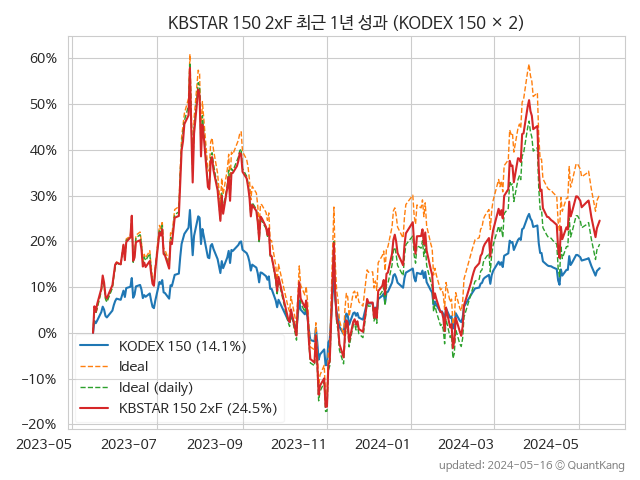 KBSTAR 150 2xF 최근 1년 성과 (KODEX 150 × 2)
60%
50%
40%
30%
20%
10%
0%
−10%
−20%
KODEX 150 (14.1%)
Ideal
Ideal (daily)
KBSTAR 150 2xF (24.5%)
2023-05
2023-07
2023-09
2023-11
2024-01
2024-03
2024-05
updated: 2024-05-16 © QuantKang